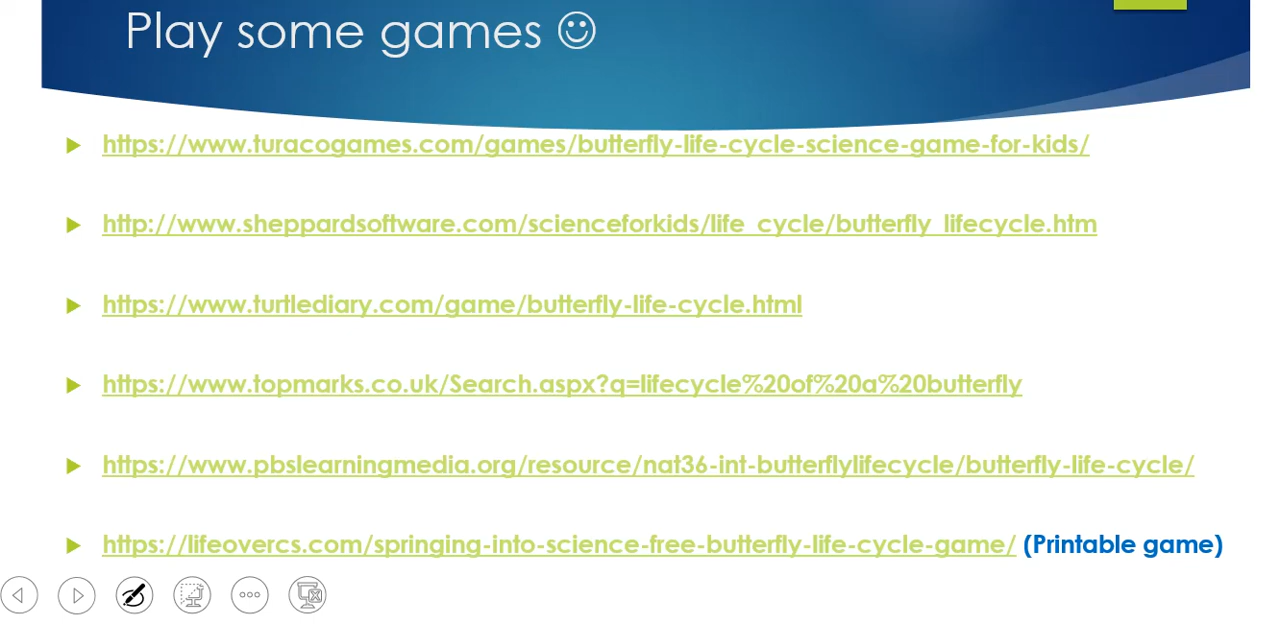 Play some games ☺
https://www.turacogames.com/games/butterfly-life-cycle-science-game-for-kids/
http://www.sheppardsoftware.com/scienceforkids/life_cycle/butterfly_lifecycle.htm
https://www.turtlediary.com/game/butterfly-life-cycle.html
https://www.topmarks.co.uk/Search.aspx?q=lifecycle%20of%20a%20butterfly
https://www.pbslearningmedia.org/resource/nat36-int-butterflylifecycle/butterfly-life-cycle/
https://lifeovercs.com/springing-into-science-free-butterfly-life-cycle-game/ (Printable game)